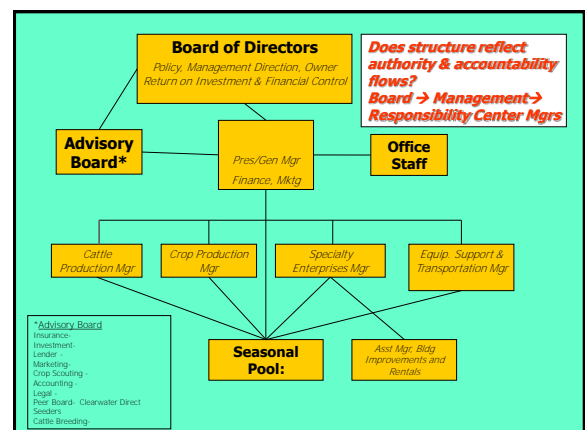 Board of Directors
Policy, Management Direction, Owner
Return on Investment & Financial Control
Does structure reflect
authority & accountability
flows?
Board → Management→
Responsibility Center Mgrs
Advisory
Board*
Pres/Gen Mgr
Finance, Mktg
Office
Staff
Cattle
Production Mgr
Crop Production
Mgr
Specialty
Enterprises Mgr
Equip. Support &
Transportation Mgr
Seasonal
Pool:
Asst Mgr, Bldg
Improvements and
Rentals
*Advisory Board
Insurance-
Investment-
Lender -
Marketing-
Crop Scouting -
Accounting -
Legal -
Peer Board- Clearwater Direct
Seeders
Cattle Breeding-